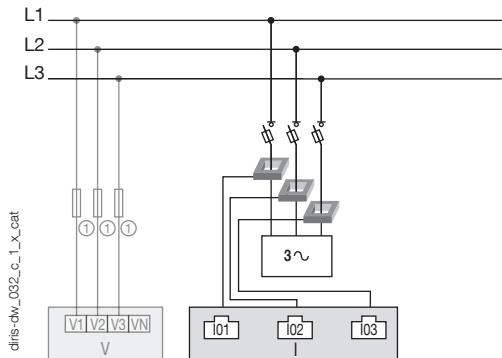 L1
L2
L3
1 1 1
3∿
V1 V2 V3 VN
V
I01 I02 I03
I
diris-dw_032_c_1_x_cat